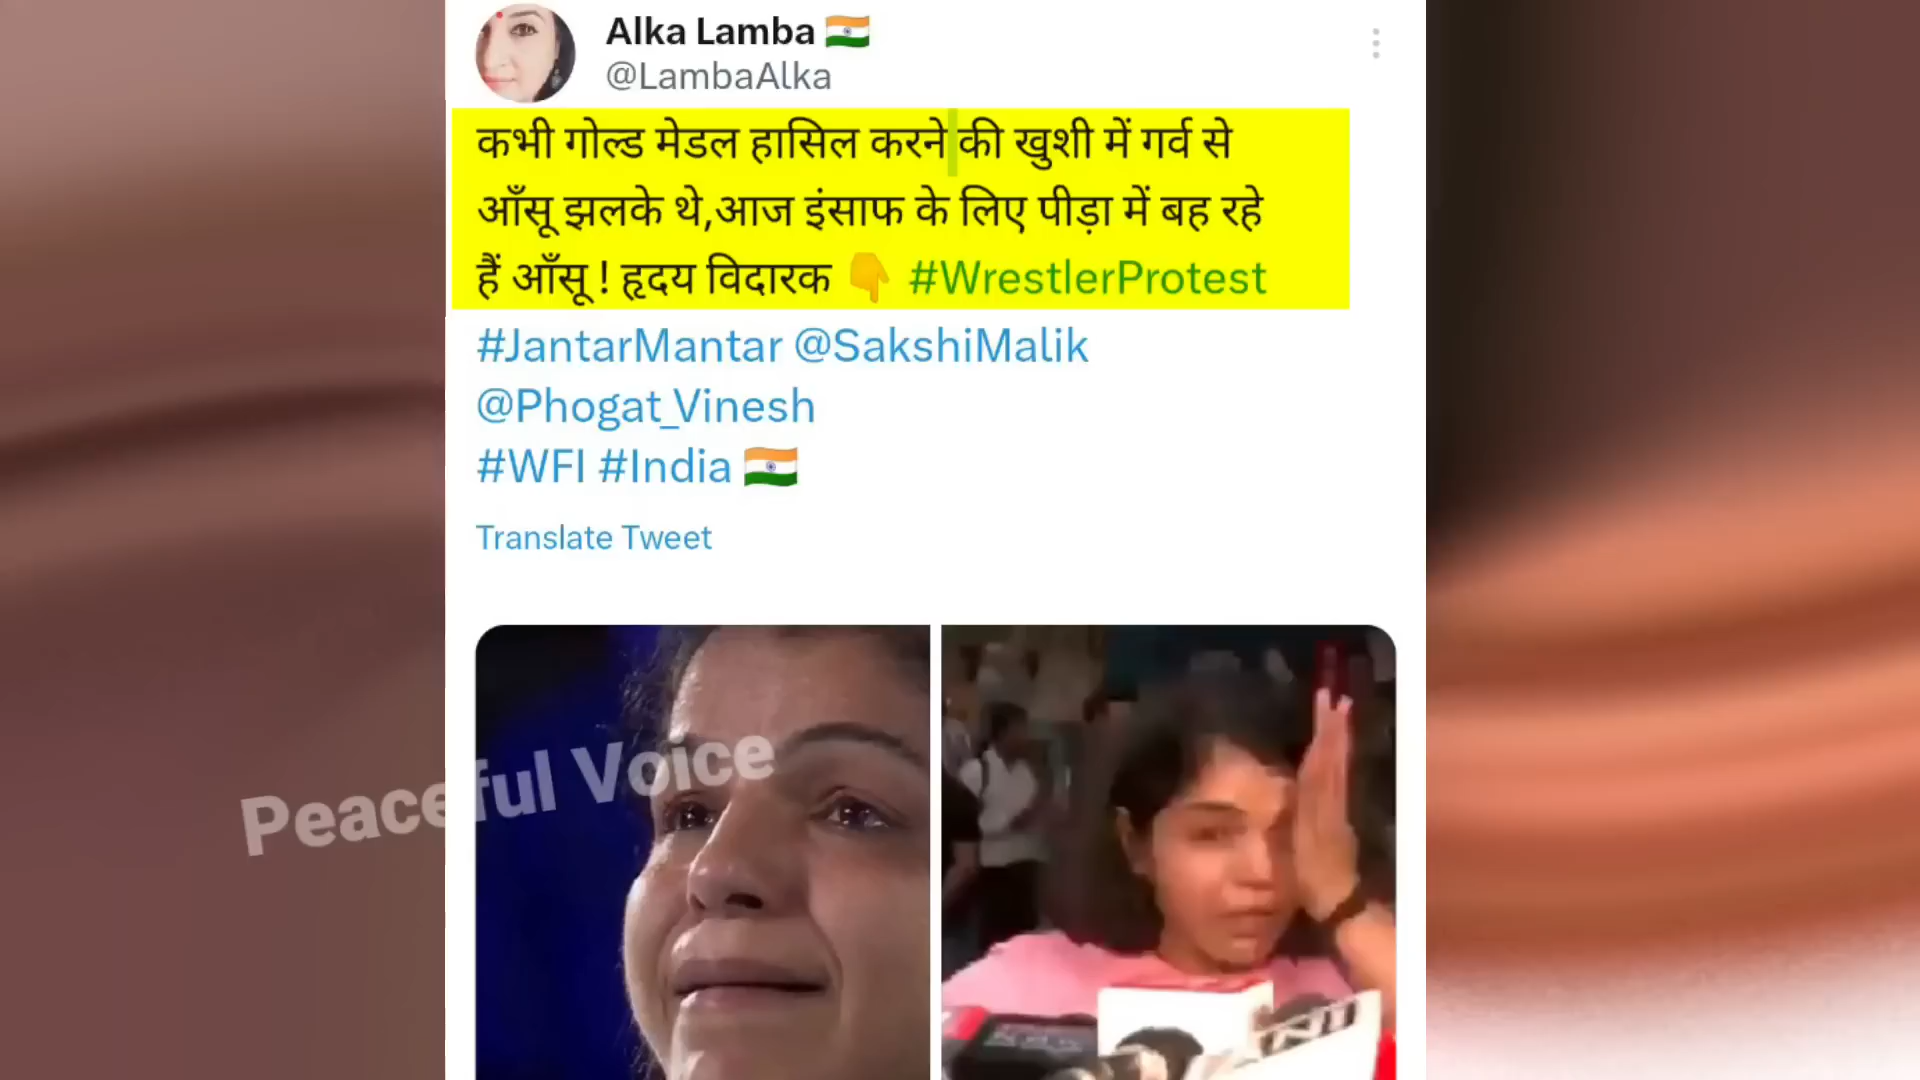 Alka Lamba 🇮🇳
@LambaAlka
कभी गोल्ड मेडल हासिल करने की खुशी में गर्व से
आँसू झलके थे,आज इंसाफ के लिए पीड़ा में बह रहे
हैं आँसू ! हृदय विदारक 👇 #WrestlerProtest
#JantarMantar @SakshiMalik
@Phogat_Vinesh
#WFI #India 🇮🇳
Translate Tweet
Peaceful Voice
ANI